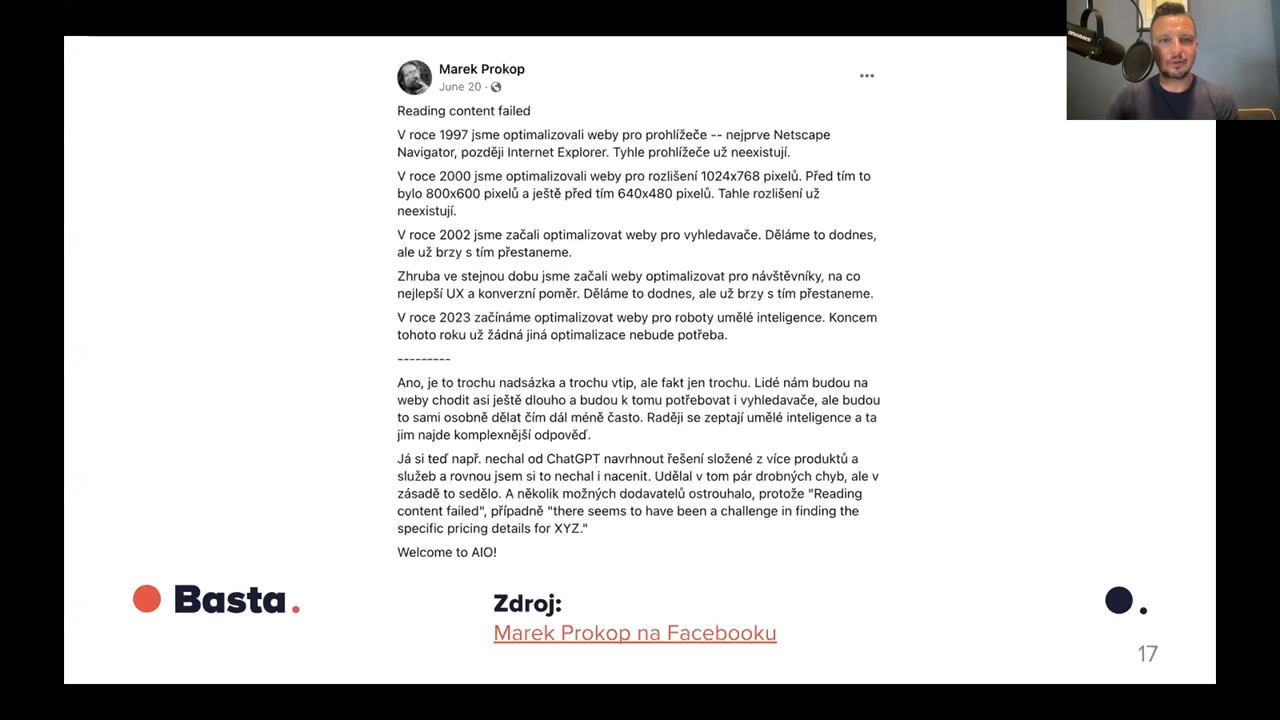 Marek Prokop
June 20 ·
Reading content failed
V roce 1997 jsme optimalizovali weby pro prohlížeče -- nejprve Netscape
Navigator, později Internet Explorer. Tyhle prohlížeče už neexistují.
V roce 2000 jsme optimalizovali weby pro rozlišení 1024x768 pixelů. Před tím to
bylo 800x600 pixelů a ještě před tím 640x480 pixelů. Tahle rozlišení už
neexistují.
V roce 2002 jsme začali optimalizovat weby pro vyhledavače. Děláme to dodnes,
ale už brzy s tím přestaneme.
Zhruba ve stejnou dobu jsme začali weby optimalizovat pro návštěvníky, na co
nejlepší UX a konverzní poměr. Děláme to dodnes, ale už brzy s tím přestaneme.
V roce 2023 začínáme optimalizovat weby pro roboty umělé inteligence. Koncem
tohoto roku už žádná jiná optimalizace nebude potřeba.
---------
Ano, je to trochu nadsázka a trochu vtip, ale fakt jen trochu. Lidé nám budou na
weby chodit asi ještě dlouho a budou k tomu potřebovat i vyhledavače, ale budou
to sami osobně dělat čím dál méně často. Raději se zeptají umělé inteligence a ta
jim najde komplexnější odpověď.
Já si teď např. nechal od ChatGPT navrhnout řešení složené z více produktů a
služeb a rovnou jsem si to nechal i nacenit. Udělal v tom pár drobných chyb, ale v
zásadě to sedělo. A několik možných dodavatelů ostrouhalo, protože "Reading
content failed", případně "there seems to have been a challenge in finding the
specific pricing details for XYZ."
Welcome to AIO!
Basta.
Zdroj:
Marek Prokop na Facebooku
17